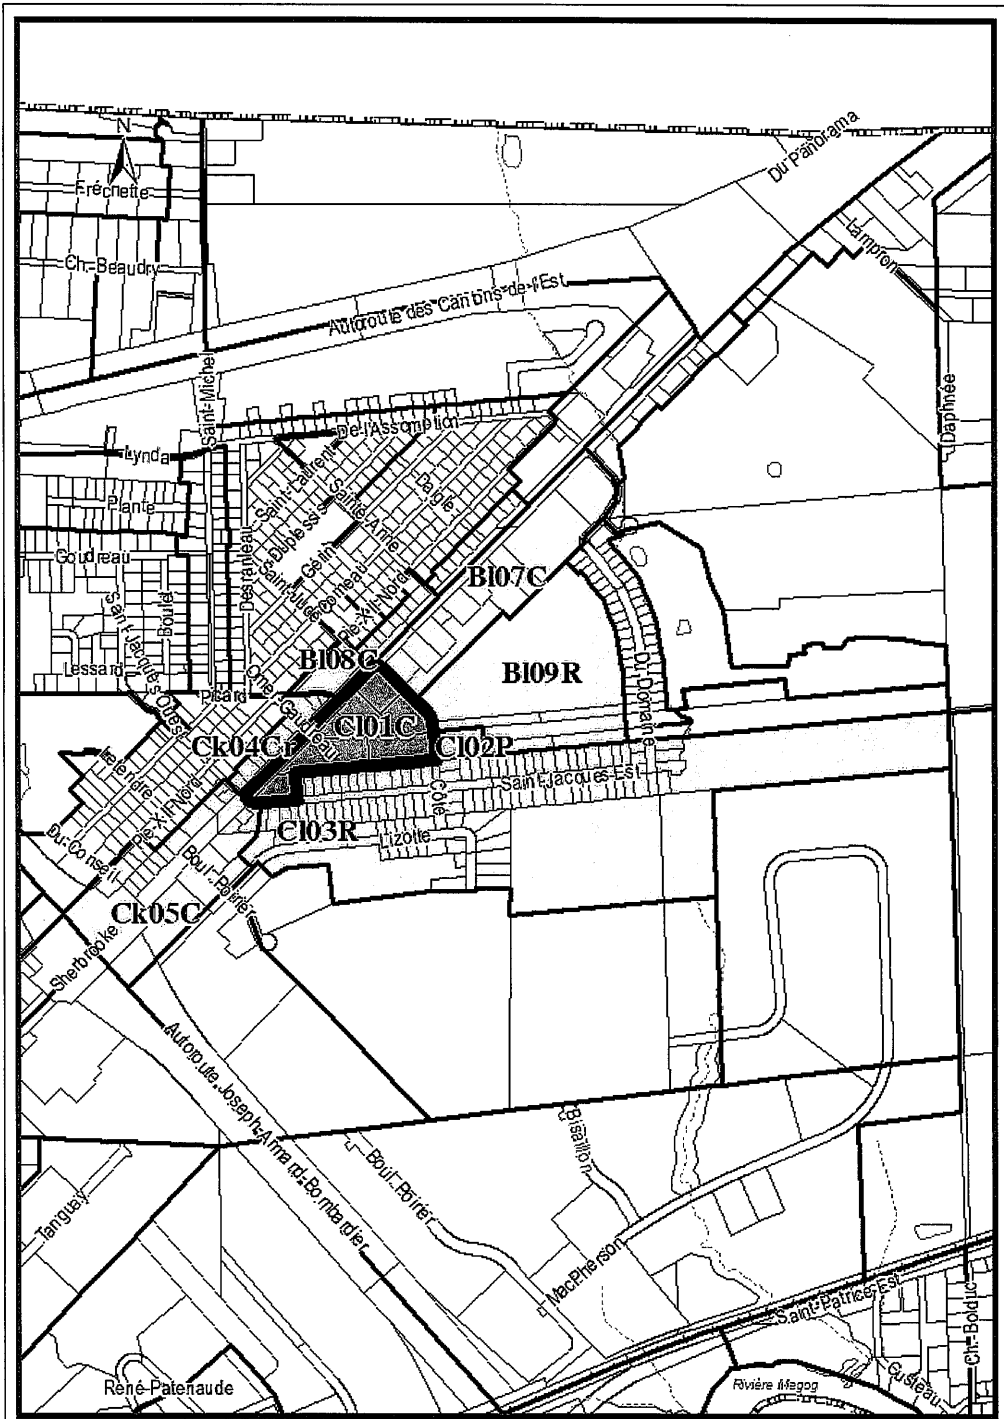 Du Panorama
N
Fréchette
Lampron
Ch.-Beaudry
Autoroute des Cantons-de-l'Est
Saint-Michel
Daphnée
De-l'Assomption
Lynda
Saint-Laurent
Sainte-Anne
Daigle
Plante
Duplessis
Goudreau
Génin
Desranleau
Saint-Jude
Comeau
Bl07C
Boulet
Pie-XII-Nord
Saint-Jacques-Ouest
Bl08C
Lessard
Bl09R
Du-Domaine
Picard
Omer-Gaudreau
Cl01C
Ck04Cr
Cl02P
Letendre
Saint-Jacques-Est
Côté
Pie-XII-Nord
Cl03R
Lizotte
Du-Conseil
Boul.-Poirier
Ck05C
Sherbrooke
Autoroute-Joseph-Armand-Bombardier
Bisaillon
Boul.-Poirier
Tanguay
MacPherson
Saint-Patrice-Est
Ch.-Bolduc
René-Patenaude
Rivière Magog
Custeau